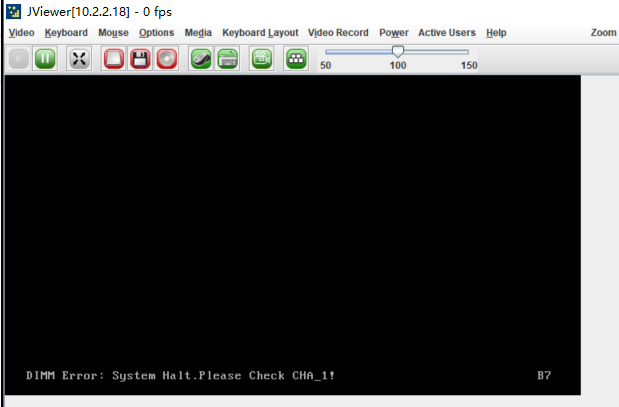 JViewer[10.2.2.18] - 0 fps
Video Keyboard Mouse Options Media Keyboard Layout Video Record Power Active Users Help Zoom
50 100 150
DIMM Error: System Halt.Please Check CHA_1! B7